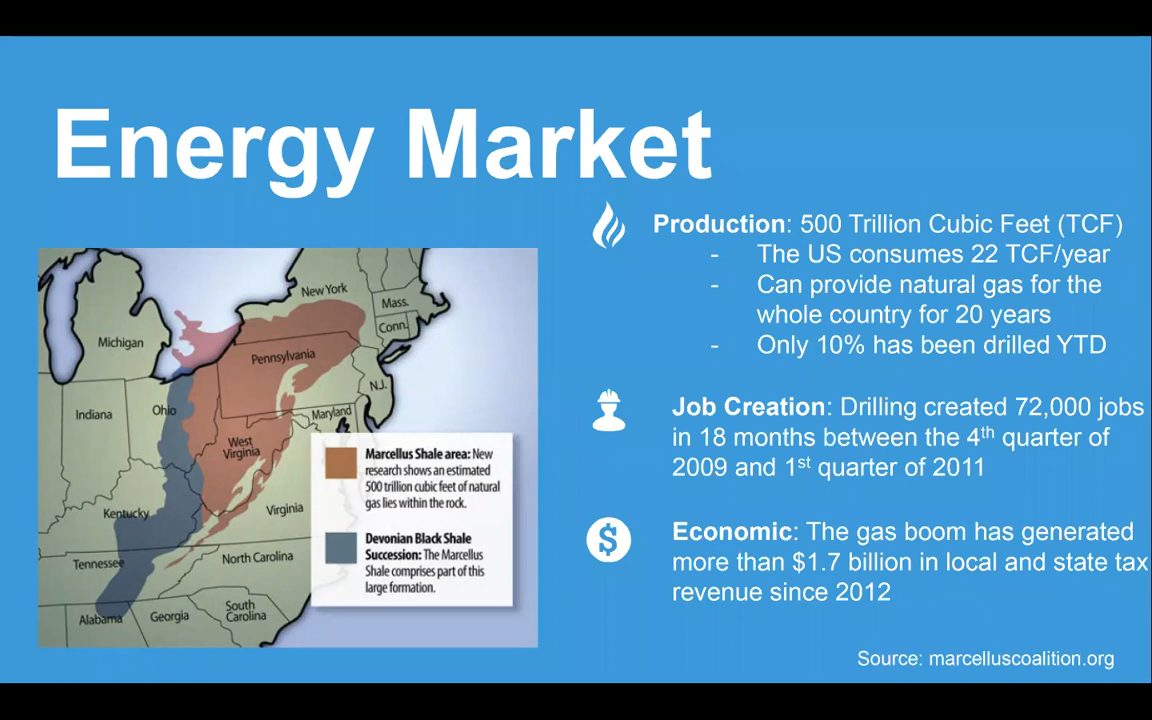 Energy Market
Production: 500 Trillion Cubic Feet (TCF)
- The US consumes 22 TCF/year
- Can provide natural gas for the
whole country for 20 years
- Only 10% has been drilled YTD
Job Creation: Drilling created 72,000 jobs
in 18 months between the 4th quarter of
2009 and 1st quarter of 2011
Economic: The gas boom has generated
more than $1.7 billion in local and state tax
revenue since 2012
Source: marcelluscoalition.org
New York
Mass.
Conn.
Michigan
Pennsylvania
N.J.
Indiana
Ohio
Maryland
West
Virginia
Kentucky
Virginia
Tennessee
North Carolina
Alabama
Georgia
South
Carolina
Marcellus Shale area: New
research shows an estimated
500 trillion cubic feet of natural
gas lies within the rock.
Devonian Black Shale
Succession: The Marcellus
Shale comprises part of this
large formation.
$